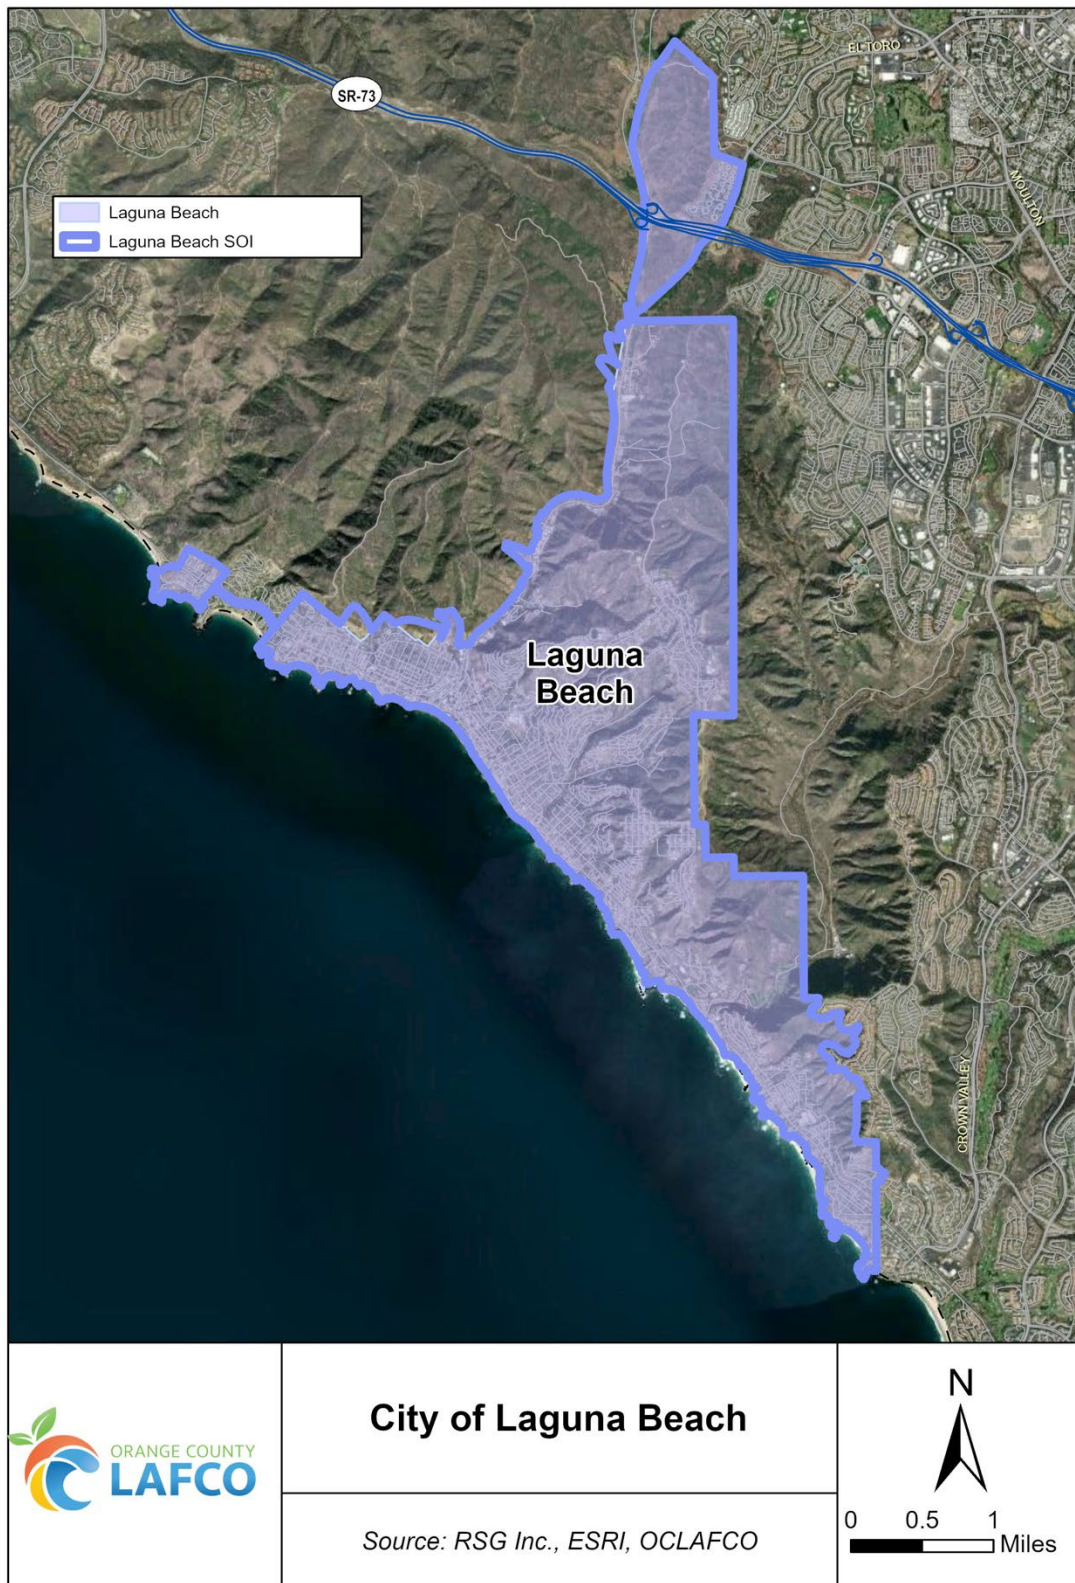 EL TORO
SR-73
MOULTON
Laguna Beach
Laguna Beach SOI
Laguna
Beach
CROWN VALLEY
ORANGE COUNTY
LAFCO
City of Laguna Beach
Source: RSG Inc., ESRI, OCLAFCO
N
0 0.5 1
Miles